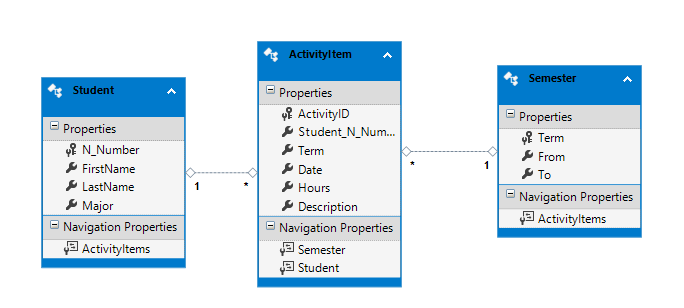 Student
Properties
N_Number
FirstName
LastName
Major
Navigation Properties
ActivityItems
1
*
ActivityItem
Properties
ActivityID
Student_N_Num...
Term
Date
Hours
Description
Navigation Properties
Semester
Student
*
1
Semester
Properties
Term
From
To
Navigation Properties
ActivityItems